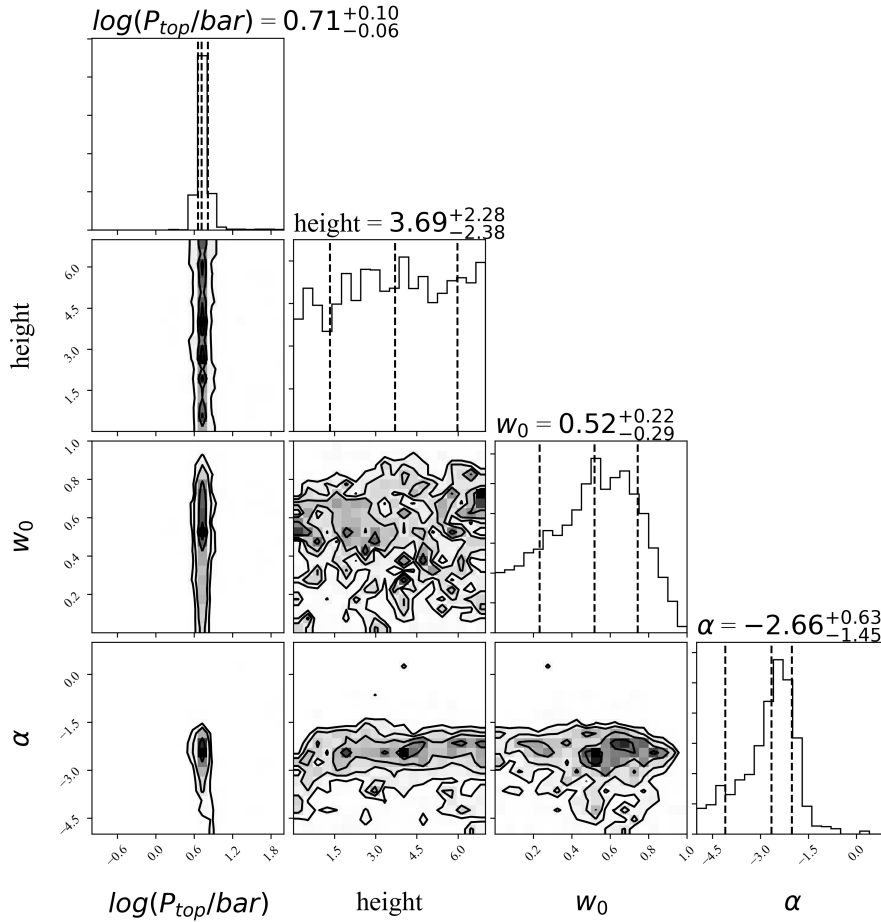 log(P_top/bar) = 0.71^{+0.10}_{-0.06}
height = 3.69^{+2.28}_{-2.38}
height
6.0
4.5
3.0
1.5
w_0 = 0.52^{+0.22}_{-0.29}
w_0
1.0
0.8
0.6
0.4
0.2
α = −2.66^{+0.63}_{-1.45}
α
0.0
−1.5
−3.0
−4.5
−0.6 0.0 0.6 1.2 1.8 1.5 3.0 4.5 6.0 0.2 0.4 0.6 0.8 1.0 −4.5 −3.0 −1.5 0.0
log(P_top/bar) height w_0 α